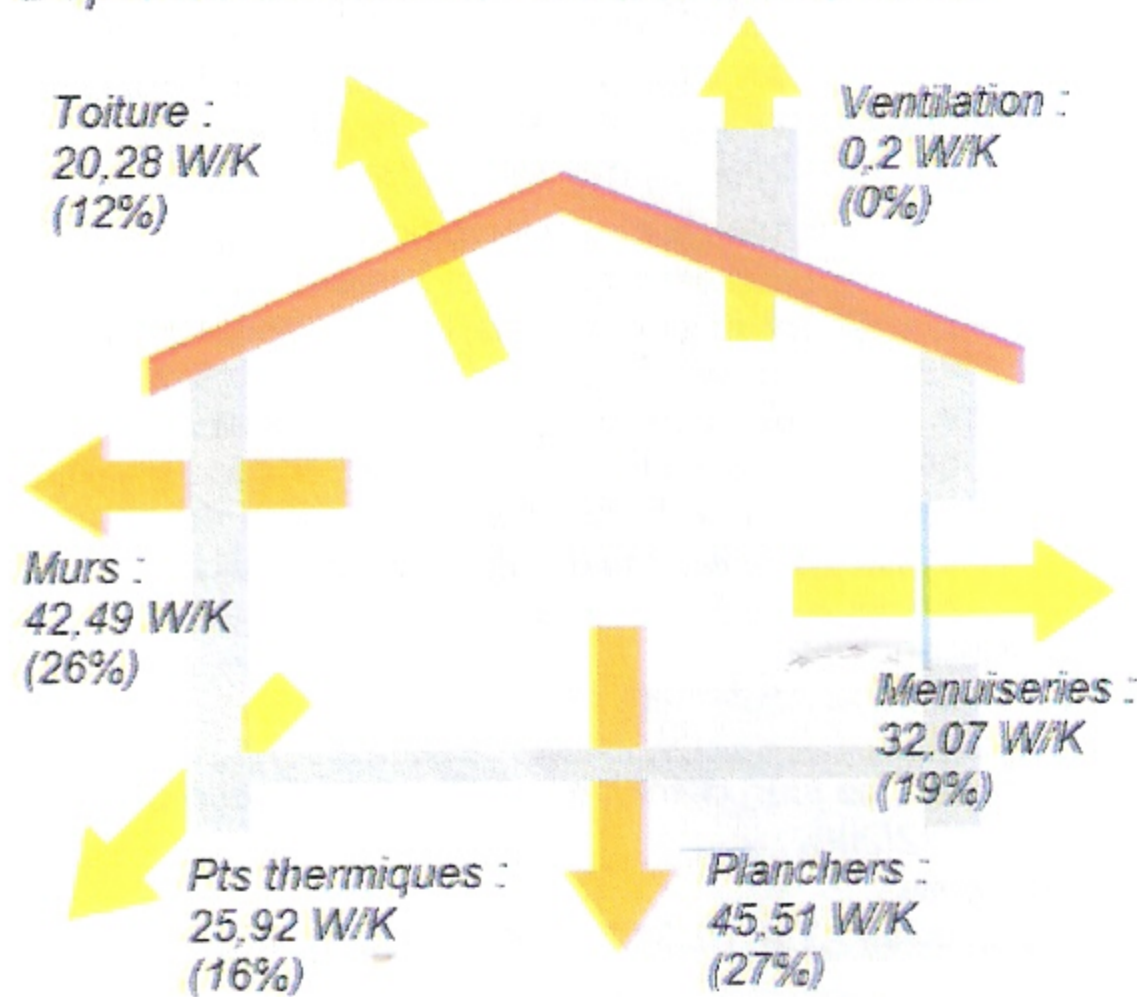 Toiture :
20,28 W/K
(12%)
Ventilation :
0,2 W/K
(0%)
Murs :
42,49 W/K
(26%)
Menuiseries :
32,07 W/K
(19%)
Pts thermiques :
25,92 W/K
(16%)
Planchers :
45,51 W/K
(27%)